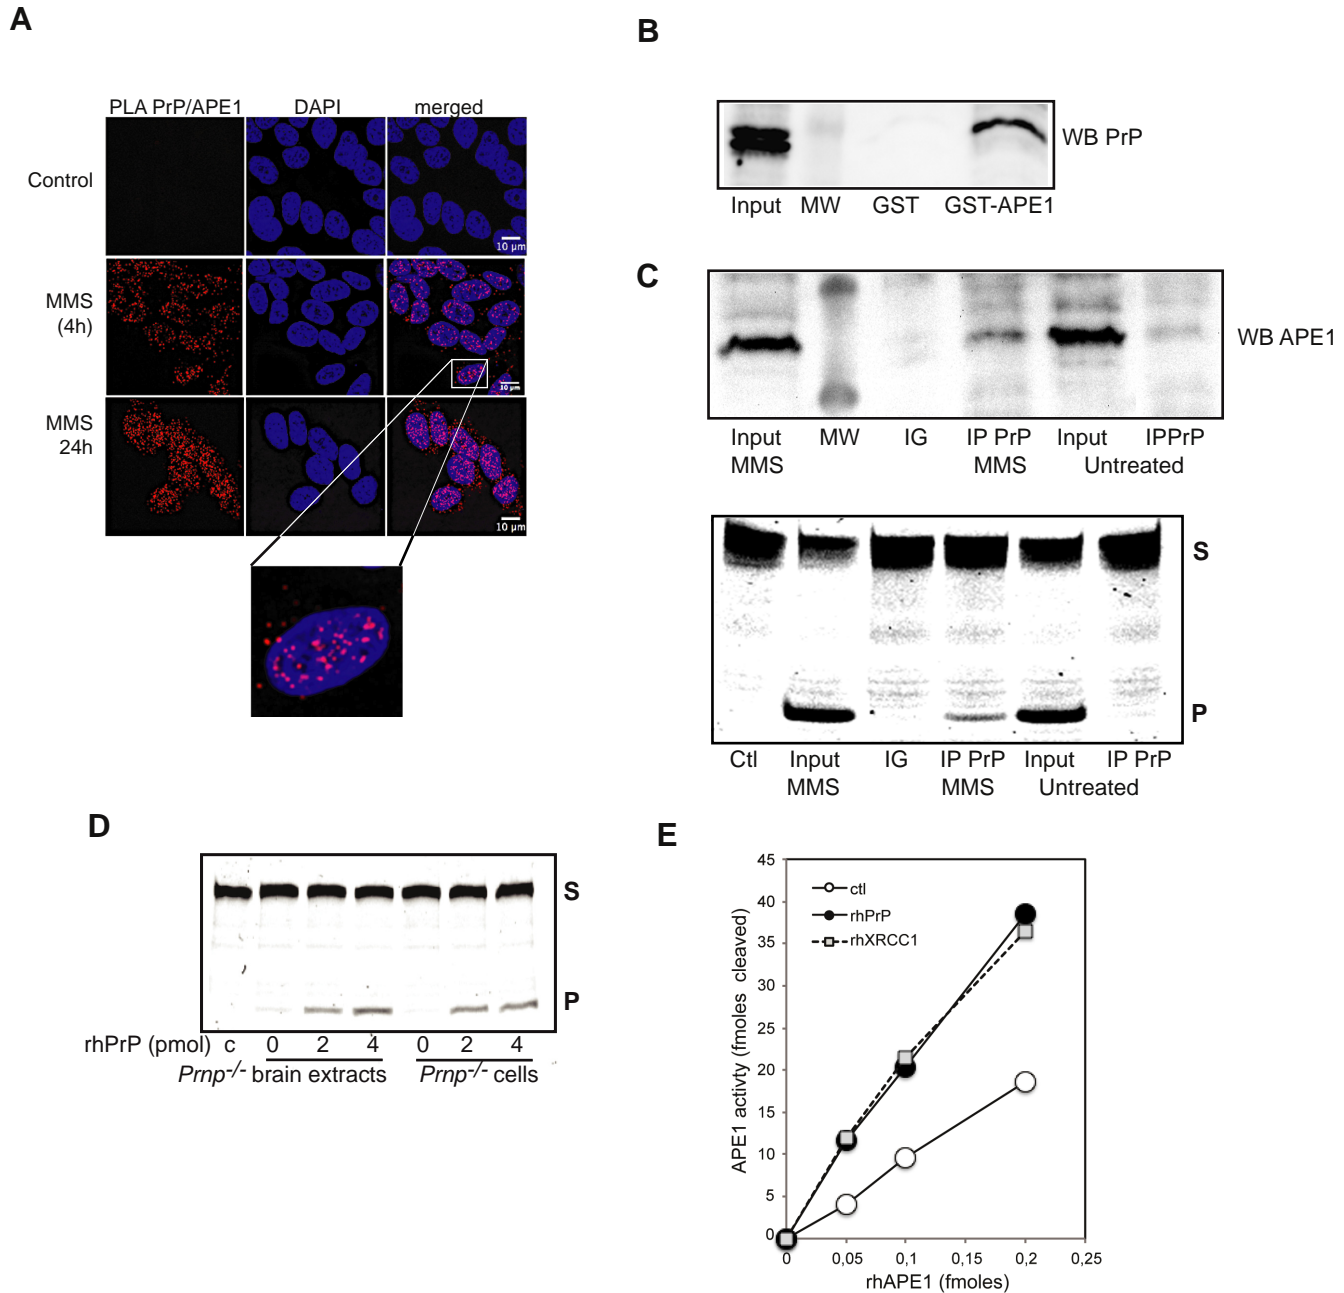 A
PLA PrP/APE1 DAPI merged
Control
10 µm
MMS
(4h)
10 µm
MMS
24h
10 µm
B
WB PrP
Input MW GST GST-APE1
C
WB APE1
Input MW IG IP PrP Input IPPrP
MMS MMS Untreated
S
P
Ctl Input IG IP PrP Input IP PrP
MMS MMS Untreated
D
S
P
rhPrP (pmol) c 0 2 4 0 2 4
Prnp-/- brain extracts Prnp-/- cells
E
45
40
35
30
25
20
15
10
5
0
ctl
rhPrP
rhXRCC1
APE1 activty (fmoles cleaved)
0 0,05 0,1 0,15 0,2 0,25
rhAPE1 (fmoles)